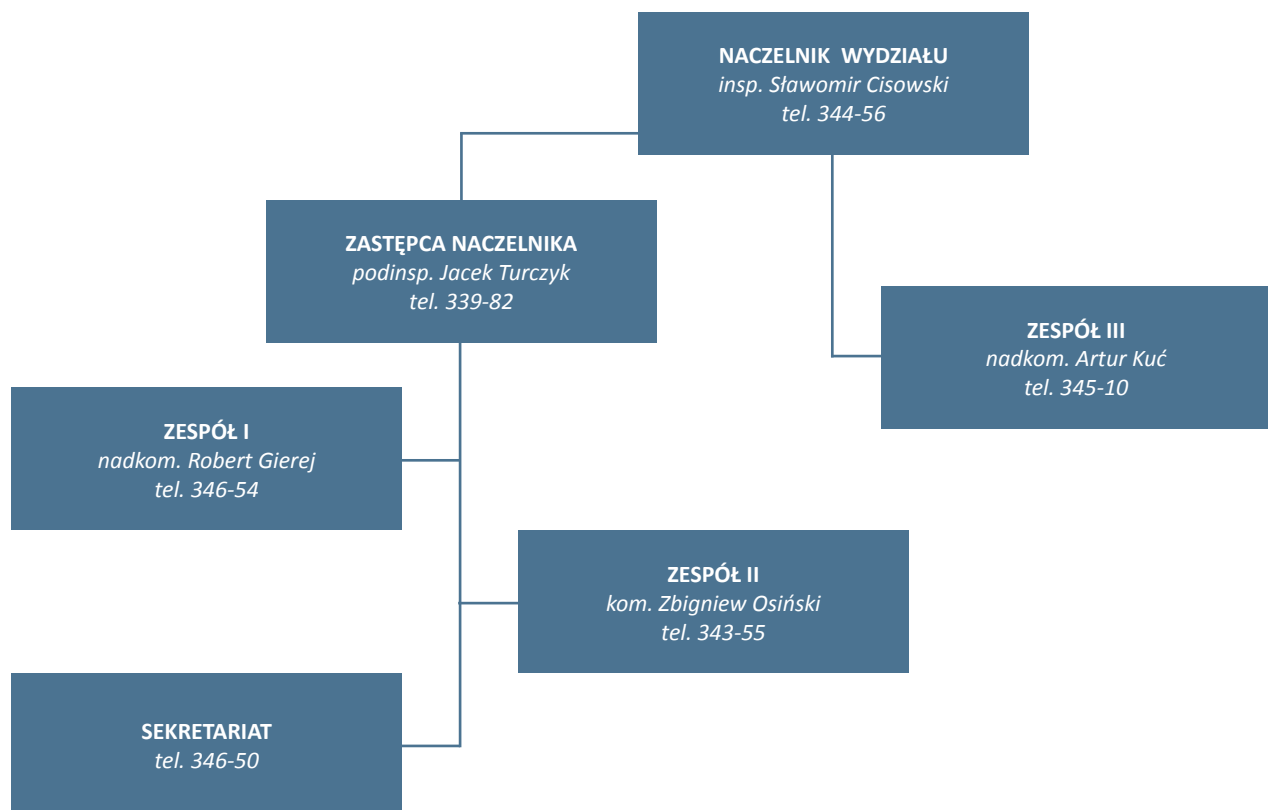 NACZELNIK WYDZIAŁU
insp. Sławomir Cisowski
tel. 344-56
ZASTĘPCA NACZELNIKA
podinsp. Jacek Turczyk
tel. 339-82
ZESPÓŁ III
nadkom. Artur Kuć
tel. 345-10
ZESPÓŁ I
nadkom. Robert Gierej
tel. 346-54
ZESPÓŁ II
kom. Zbigniew Osiński
tel. 343-55
SEKRETARIAT
tel. 346-50